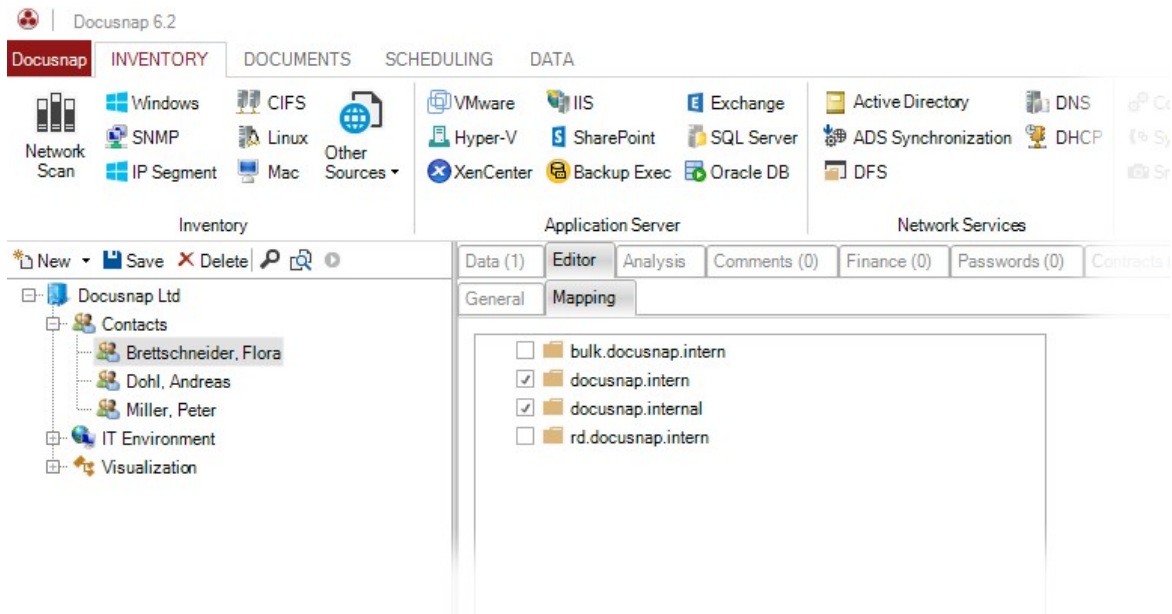 Docusnap 6.2
Docusnap INVENTORY DOCUMENTS SCHEDULING DATA
Windows CIFS VMware IIS Exchange Active Directory DNS
SNMP Linux Hyper-V SharePoint SQL Server ADS Synchronization DHCP
Network Scan IP Segment Mac Other Sources XenCenter Backup Exec Oracle DB DFS
Inventory Application Server Network Services
New Save Delete Data (1) Editor Analysis Comments (0) Finance (0) Passwords (0) Contracts
Docusnap Ltd General Mapping
Contacts
Brettschneider, Flora bulk.docusnap.intern
Dohl, Andreas docusnap.intern
Miller, Peter docusnap.internal
IT Environment rd.docusnap.intern
Visualization